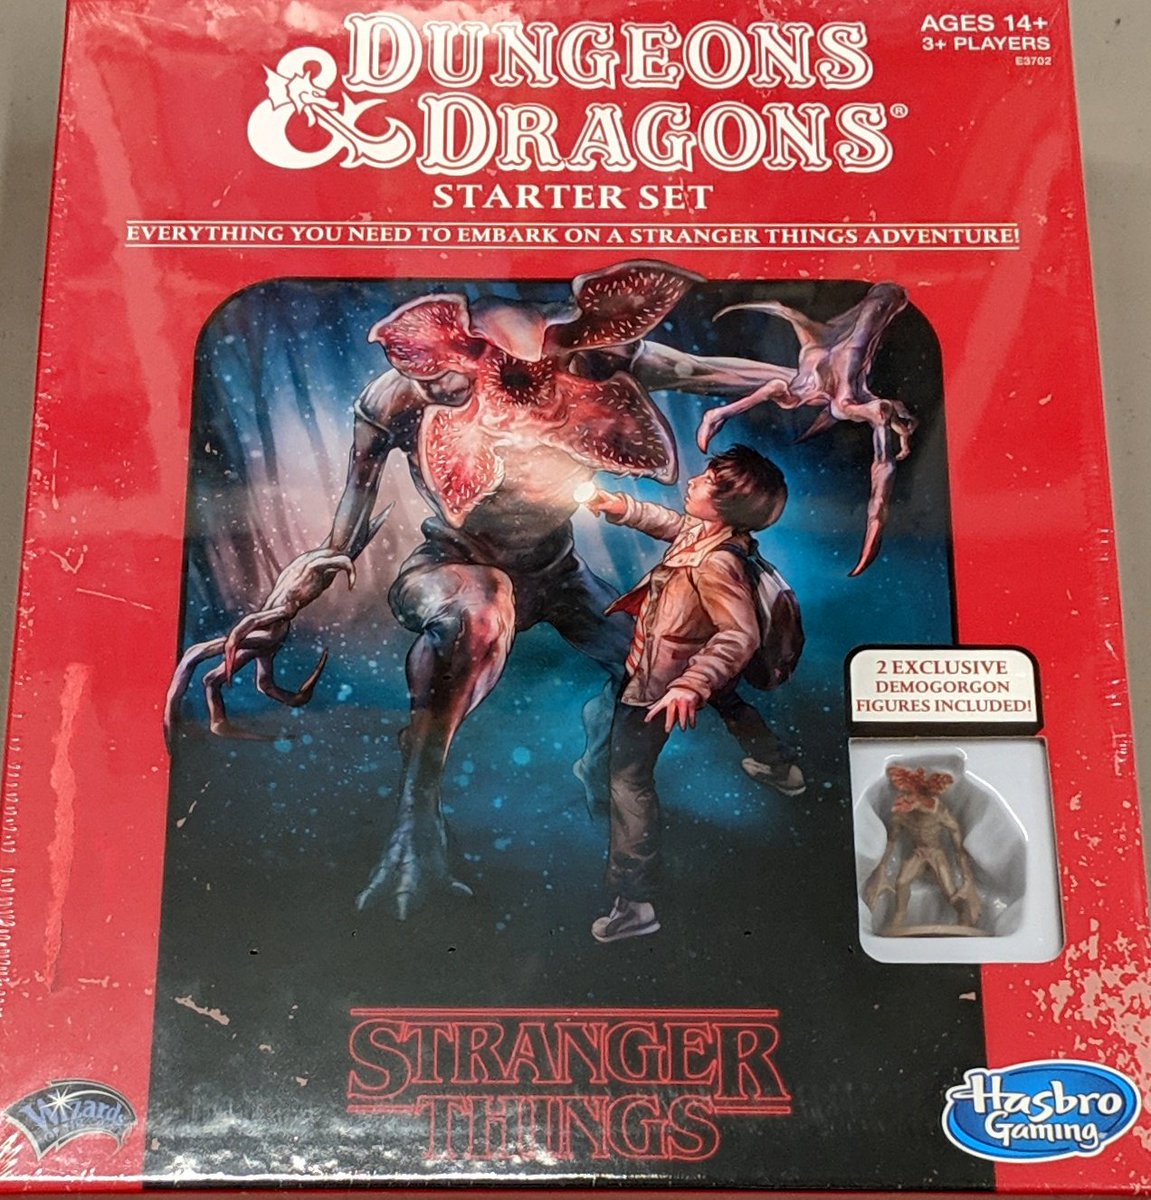 DUNGEONS
& DRAGONS®
STARTER SET
AGES 14+
3+ PLAYERS
E3702
EVERYTHING YOU NEED TO EMBARK ON A STRANGER THINGS ADVENTURE!
2 EXCLUSIVE
DEMOGORGON
FIGURES INCLUDED!
STRANGER
THINGS
Wizards
Hasbro
Gaming